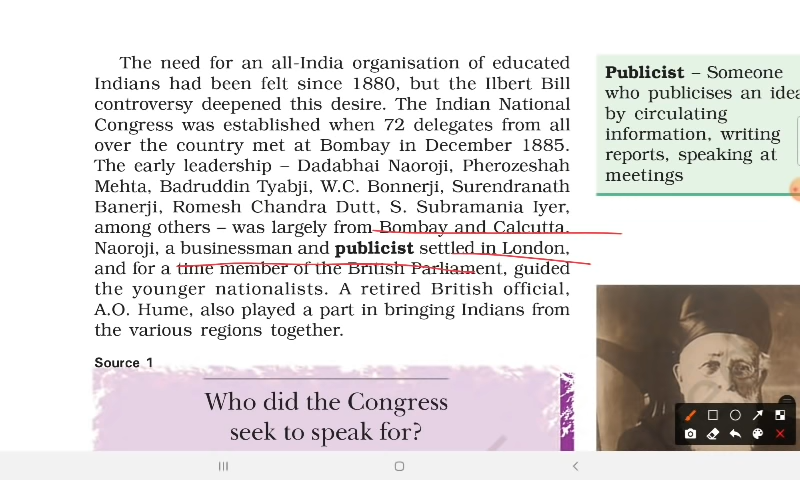 The need for an all-India organisation of educated
Indians had been felt since 1880, but the Ilbert Bill
controversy deepened this desire. The Indian National
Congress was established when 72 delegates from all
over the country met at Bombay in December 1885.
The early leadership – Dadabhai Naoroji, Pherozeshah
Mehta, Badruddin Tyabji, W.C. Bonnerji, Surendranath
Banerji, Romesh Chandra Dutt, S. Subramania Iyer,
among others – was largely from Bombay and Calcutta.
Naoroji, a businessman and publicist settled in London,
and for a time member of the British Parliament, guided
the younger nationalists. A retired British official,
A.O. Hume, also played a part in bringing Indians from
the various regions together.
Source 1
Who did the Congress
seek to speak for?
Publicist – Someone
who publicises an idea
by circulating
information, writing
reports, speaking at
meetings